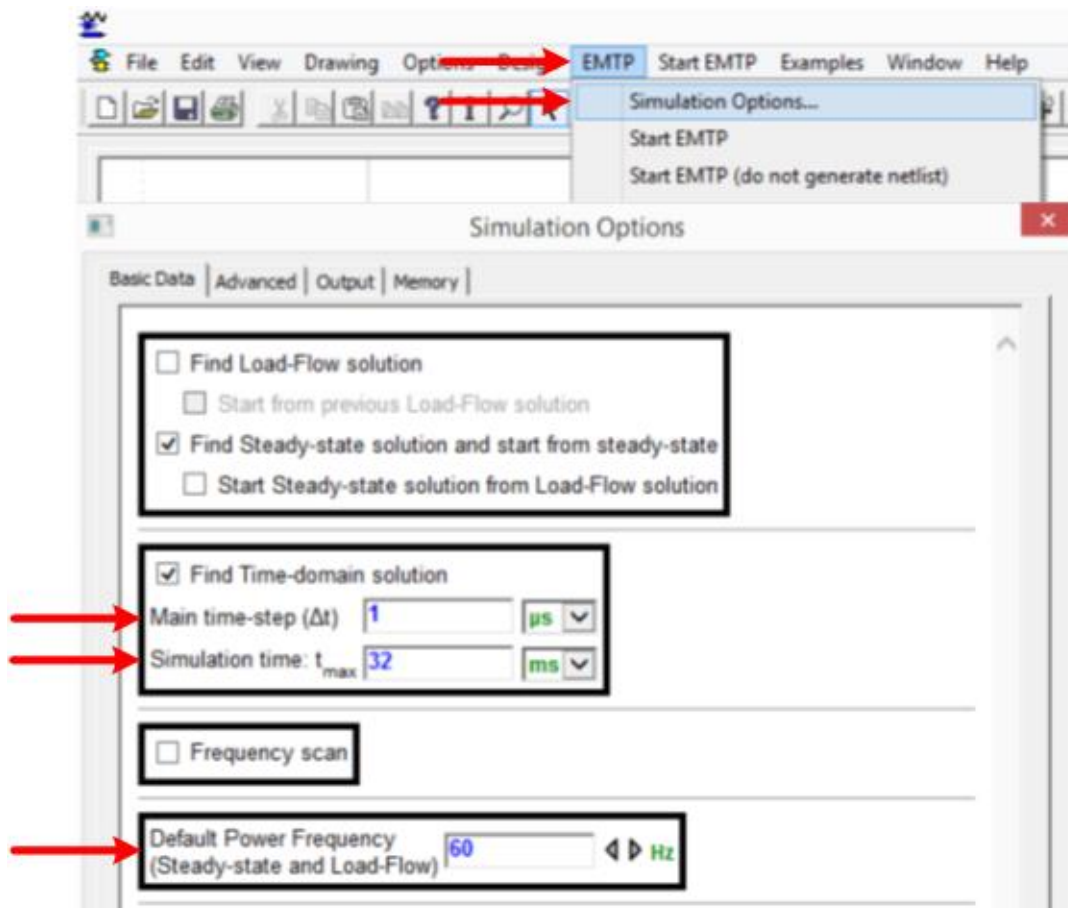 File Edit View Drawing Options Design EMTP Start EMTP Examples Window Help
Simulation Options...
Start EMTP
Start EMTP (do not generate netlist)
Simulation Options
Basic Data Advanced Output Memory
Find Load-Flow solution
Start from previous Load-Flow solution
Find Steady-state solution and start from steady-state
Start Steady-state solution from Load-Flow solution
Find Time-domain solution
Main time-step (Δt) 1 µs
Simulation time: tmax 32 ms
Frequency scan
Default Power Frequency
(Steady-state and Load-Flow) 60 Hz